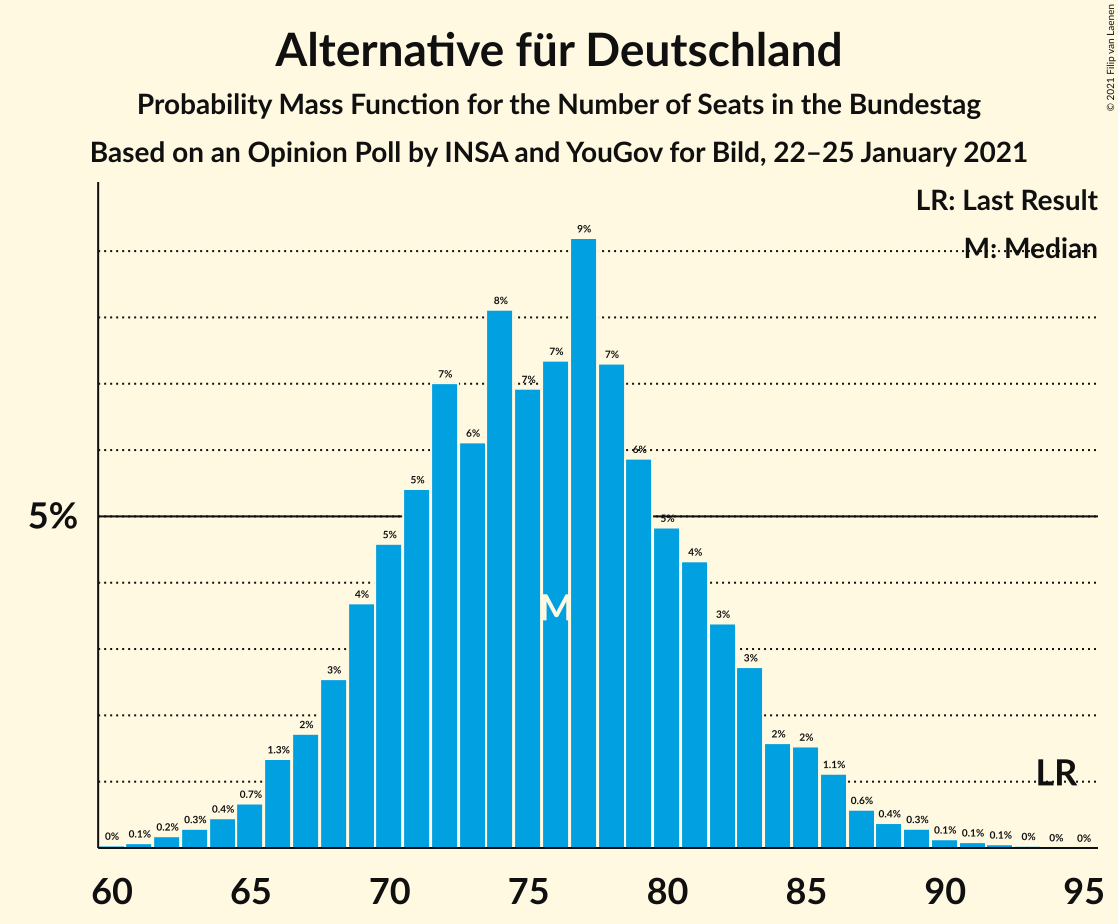 Alternative für Deutschland
Probability Mass Function for the Number of Seats in the Bundestag
Based on an Opinion Poll by INSA and YouGov for Bild, 22–25 January 2021
© 2021 Filip van Laenen
LR: Last Result
M: Median
5%
0% 0.1% 0.2% 0.3% 0.4% 0.7% 1.3% 2% 3% 4% 5% 5% 7% 6% 8% 7% 7% 9% 7% 6% 5% 4% 3% 3% 2% 2% 1.1% 0.6% 0.4% 0.3% 0.1% 0.1% 0.1% 0% 0% 0%
M
LR
60 65 70 75 80 85 90 95